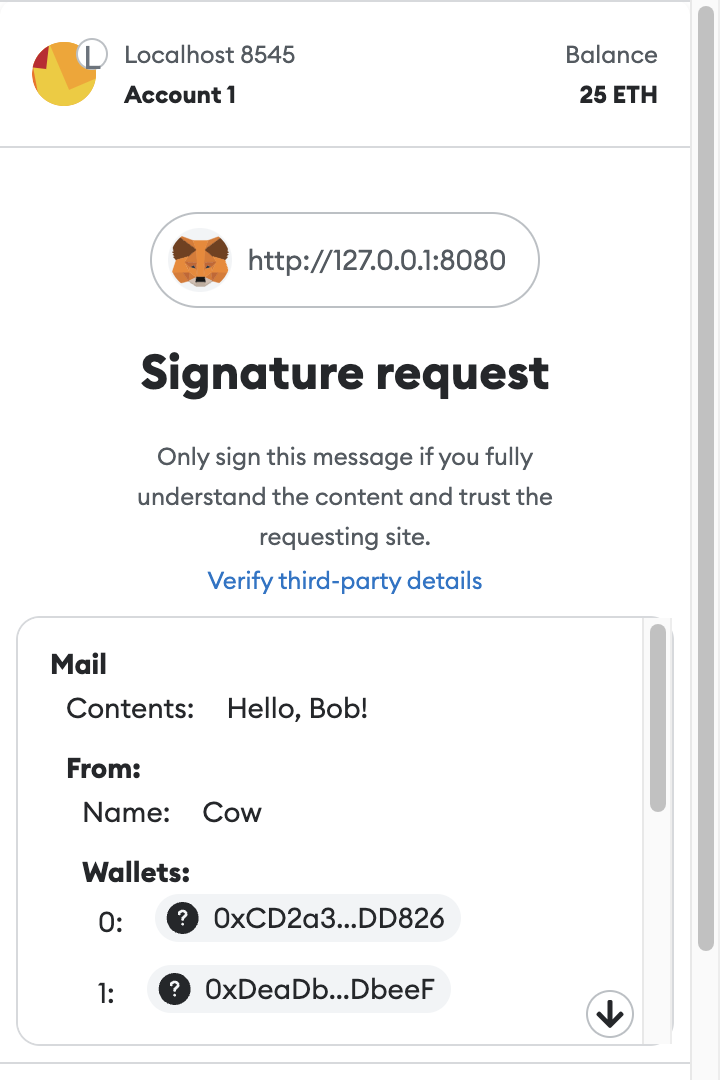 L
Localhost 8545
Balance
Account 1
25 ETH
http://127.0.0.1:8080
Signature request
Only sign this message if you fully
understand the content and trust the
requesting site.
Verify third-party details
Mail
Contents: Hello, Bob!
From:
Name: Cow
Wallets:
0: ? 0xCD2a3...DD826
1: ? 0xDeaDb...DbeeF